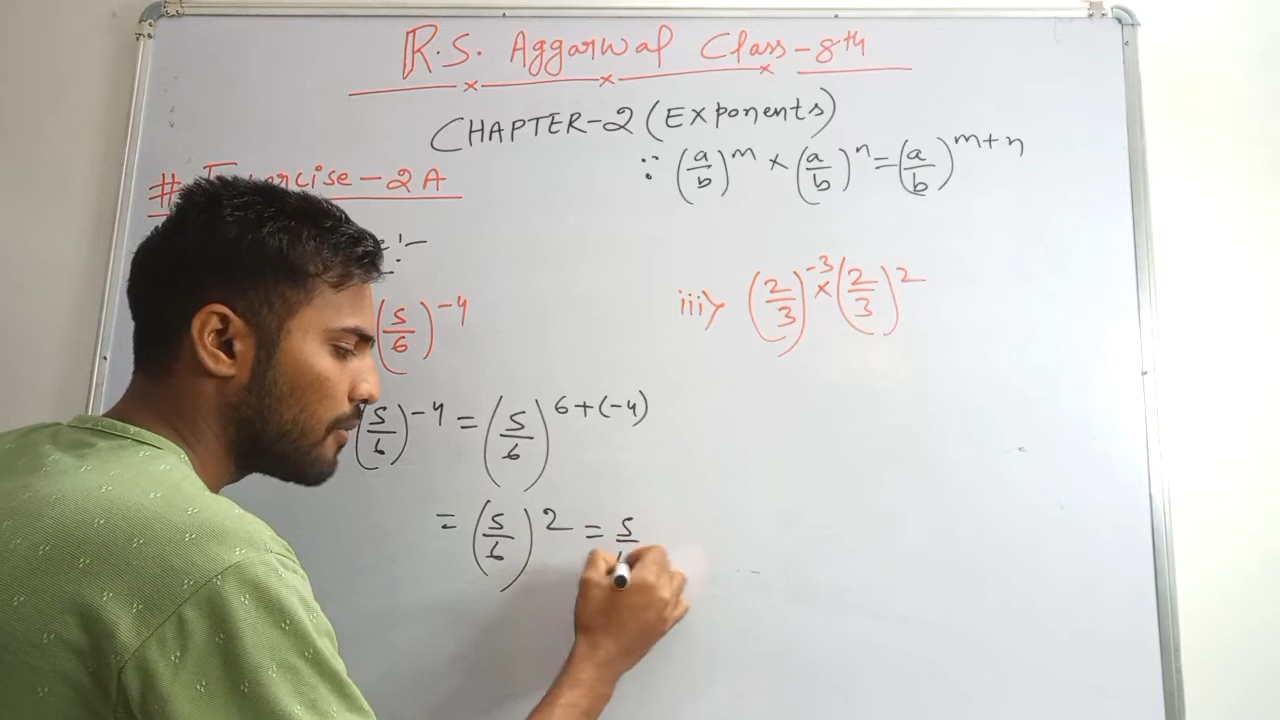 R.S. Aggarwal Class-8th
CHAPTER-2 (Exponents)
∵ (a/b)^m × (a/b)^n = (a/b)^m+n
# Exercise-2A
:-
(5/6)^-4
iii) (2/3)^-3 × (2/3)^2
(5/6)^-4 = (5/6)^6+(-4)
= (5/6)^2 = 5